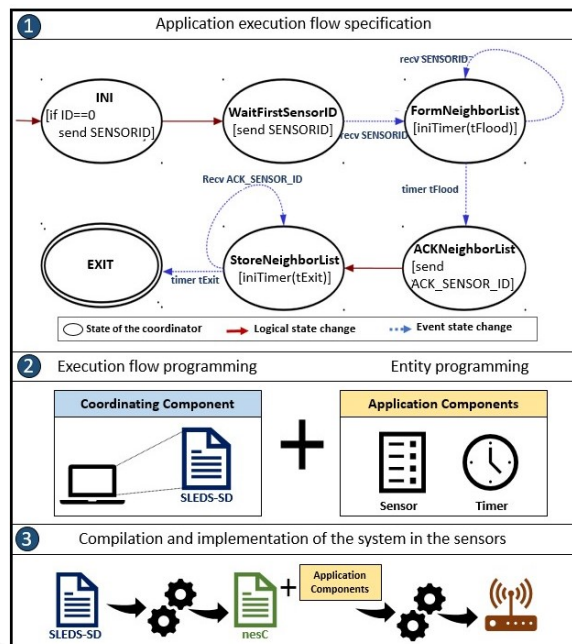 1 Application execution flow specification
recv SENSORID
INI
[if ID==0
send SENSORID]
WaitFirstSensorID
[send SENSORID)
recv SENSORID
FormNeighborList
[iniTimer(tFlood)]
Recv ACK_SENSOR_ID
timer tFlood
EXIT
timer tExit
StoreNeighborList
[iniTimer(tExit)]
ACKNeighborList
[send
ACK_SENSOR_ID]
State of the coordinator
Logical state change
Event state change
2 Execution flow programming
Entity programming
Coordinating Component
SLEDS-SD
+
Application Components
Sensor
Timer
3 Compilation and implementation of the system in the sensors
SLEDS-SD
nesC
+
Application
Components